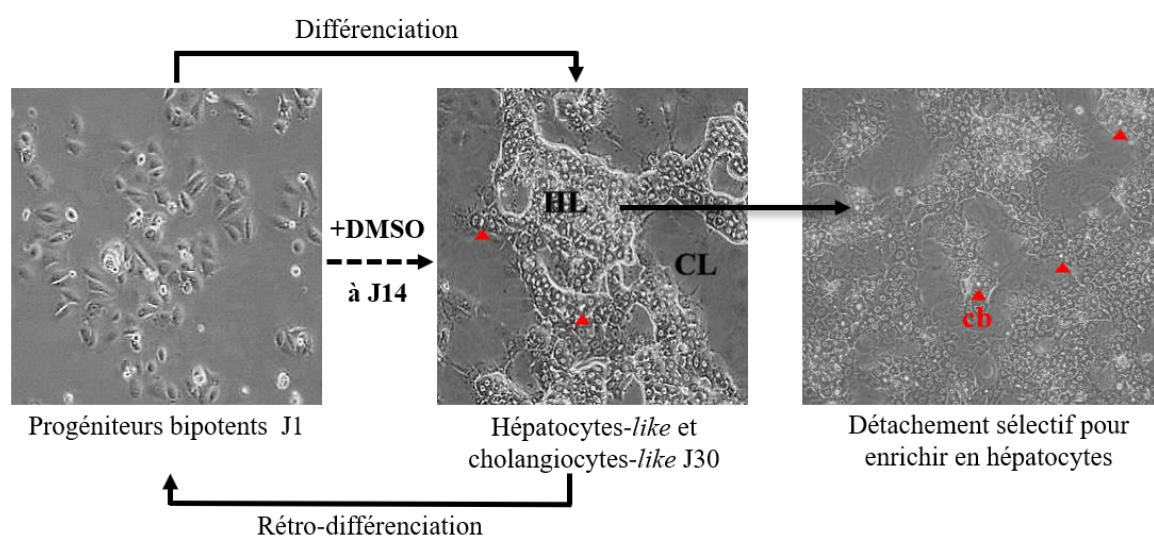 Différenciation
+DMSO
à J14
HL
CL
cb
Progéniteurs bipotents J1
Hépatocytes-like et
cholangiocytes-like J30
Détachement sélectif pour
enrichir en hépatocytes
Rétro-différenciation